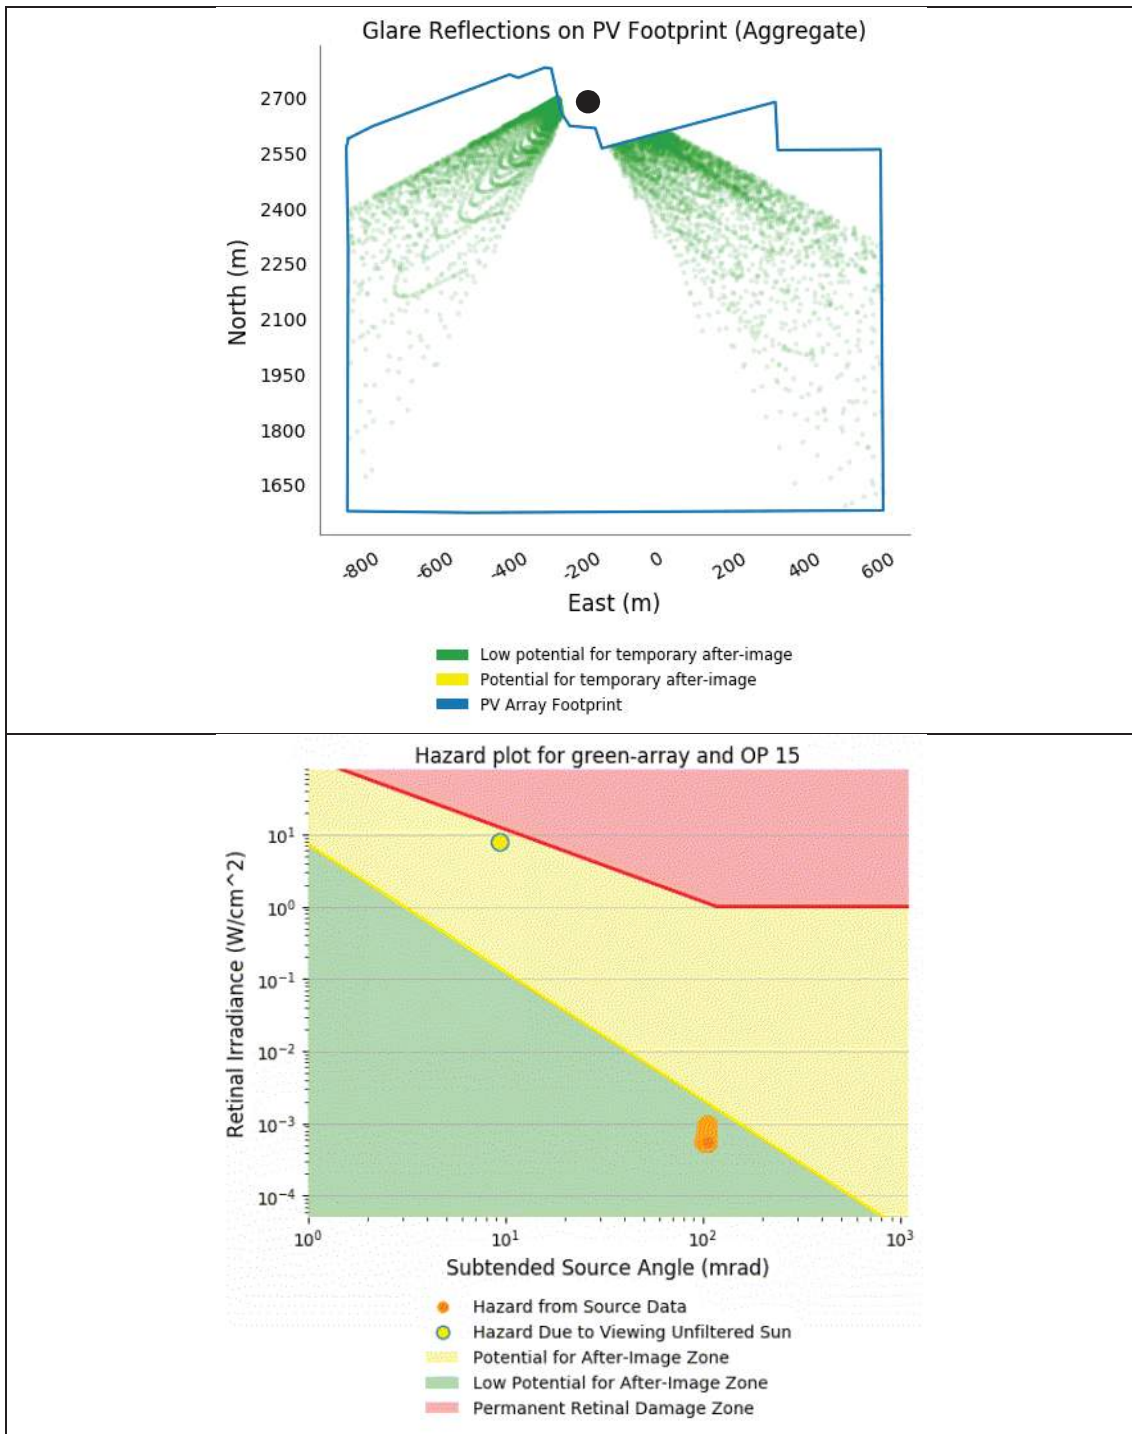 Glare Reflections on PV Footprint (Aggregate)
2700
2550
2400
2250
2100
1950
1800
1650
North (m)
-800 -600 -400 -200 0 200 400 600
East (m)
Low potential for temporary after-image
Potential for temporary after-image
PV Array Footprint
Hazard plot for green-array and OP 15
10^1
10^0
10^-1
10^-2
10^-3
10^-4
Retinal Irradiance (W/cm^2)
10^0 10^1 10^2 10^3
Subtended Source Angle (mrad)
Hazard from Source Data
Hazard Due to Viewing Unfiltered Sun
Potential for After-Image Zone
Low Potential for After-Image Zone
Permanent Retinal Damage Zone